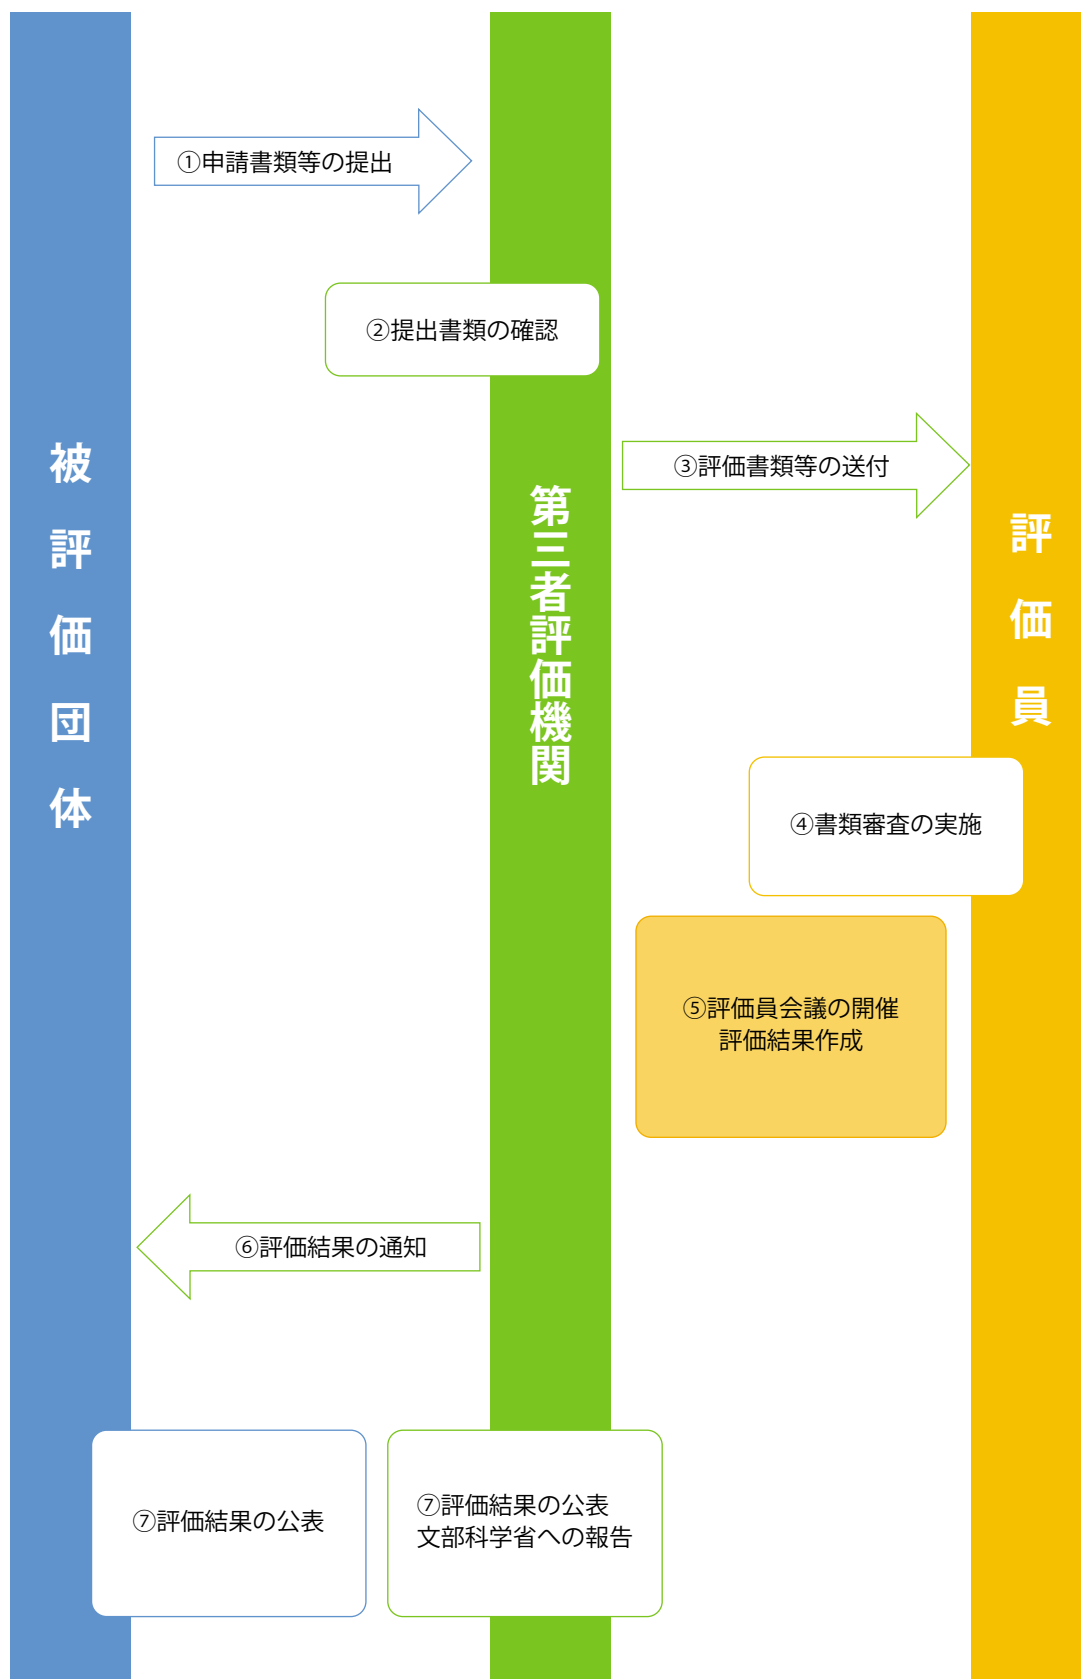 ①申請書類等の提出
②提出書類の確認
③評価書類等の送付
被評価団体
第三者評価機関
評価員
④書類審査の実施
⑤評価員会議の開催
評価結果作成
⑥評価結果の通知
⑦評価結果の公表
⑦評価結果の公表
文部科学省への報告